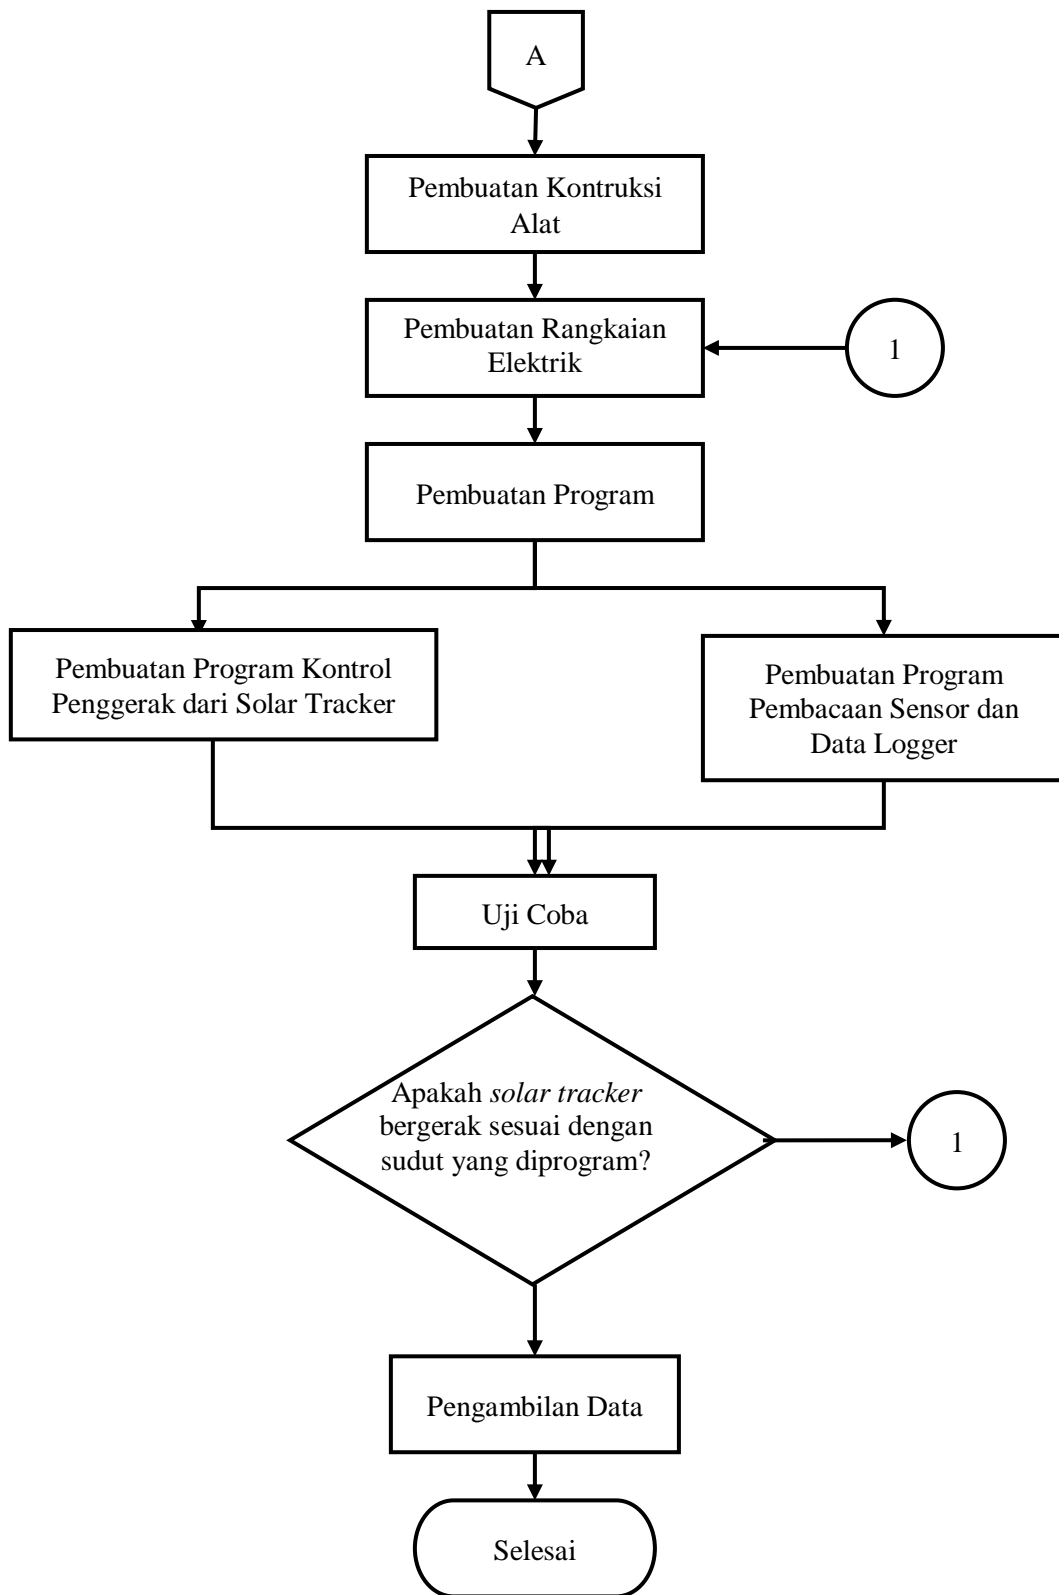 A
Pembuatan Kontruksi
Alat
Pembuatan Rangkaian
Elektrik
1
Pembuatan Program
Pembuatan Program Kontrol
Penggerak dari Solar Tracker
Pembuatan Program
Pembacaan Sensor dan
Data Logger
Uji Coba
Apakah solar tracker
bergerak sesuai dengan
sudut yang diprogram?
1
Pengambilan Data
Selesai